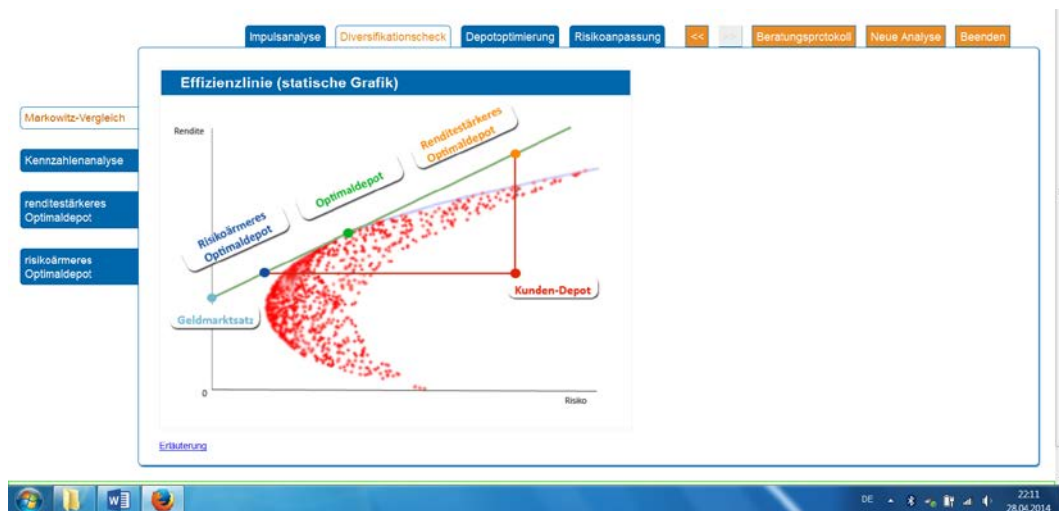 Impulsanalyse
Diversifikationscheck
Depotoptimierung
Risikoanpassung
<<
>>
Beratungsprotokoll
Neue Analyse
Beenden
Effizienzlinie (statische Grafik)
Markowitz-Vergleich
Kennzahlenanalyse
renditestärkeres
Optimaldepot
risikoärmeres
Optimaldepot
Rendite
Renditestärkeres
Optimaldepot
Optimaldepot
Risikoärmeres
Optimaldepot
Kunden-Depot
Geldmarktsatz
0
Risiko
Erläuterung
W
DE
22:11
28.04.2014